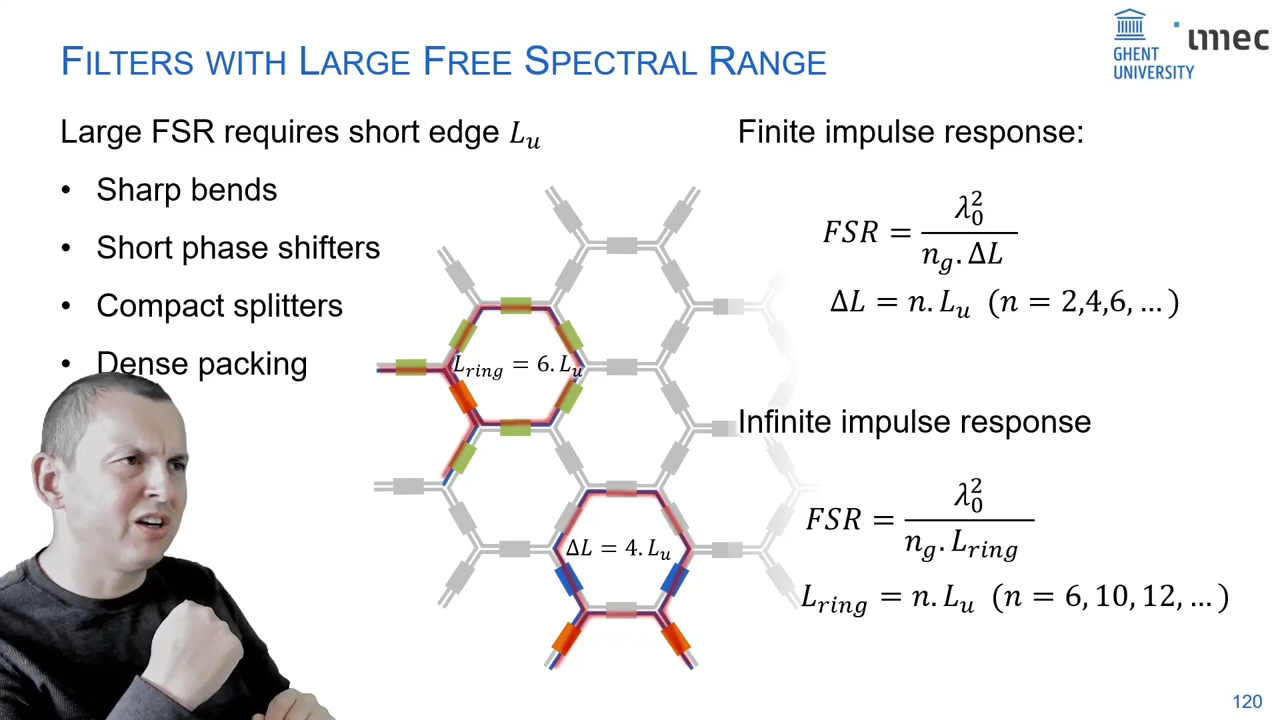 FILTERS WITH LARGE FREE SPECTRAL RANGE
GHENT
UNIVERSITY
imec
Large FSR requires short edge L_u
• Sharp bends
• Short phase shifters
• Compact splitters
• Dense packing
L_ring = 6. L_u
ΔL = 4. L_u
Finite impulse response:
FSR = λ_0^2 / n_g. ΔL
ΔL = n. L_u (n = 2,4,6, … )
Infinite impulse response
FSR = λ_0^2 / n_g. L_ring
L_ring = n. L_u (n = 6, 10, 12, … )
120